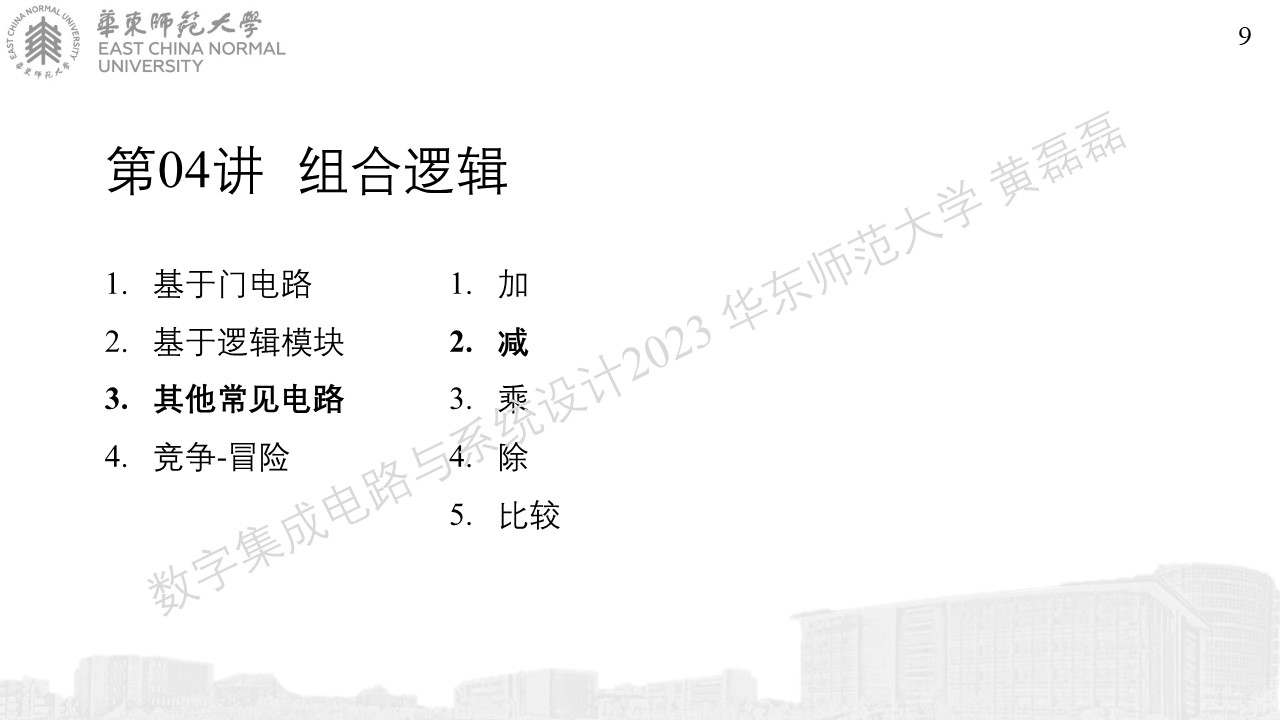 華東師范大學
EAST CHINA NORMAL
UNIVERSITY
EAST CHINA NORMAL UNIVERSITY
華東师范大学
9
第04讲 组合逻辑
1. 基于门电路
2. 基于逻辑模块
3. 其他常见电路
4. 竞争-冒险
1. 加
2. 减
3. 乘
4. 除
5. 比较
数字集成电路与系统设计2023 华东师范大学 黄磊磊